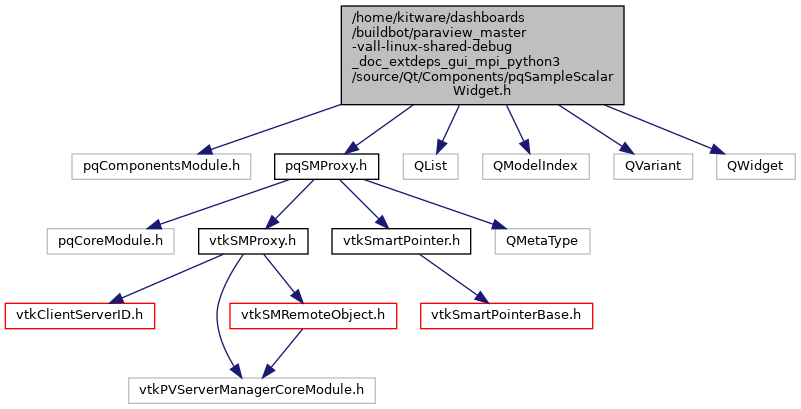 /home/kitware/dashboards
/buildbot/paraview_master
-vall-linux-shared-debug
_doc_extdeps_gui_mpi_python3
/source/Qt/Components/pqSampleScalar
Widget.h
pqComponentsModule.h
pqSMProxy.h
QList
QModelIndex
QVariant
QWidget
pqCoreModule.h
vtkSMProxy.h
vtkSmartPointer.h
QMetaType
vtkClientServerID.h
vtkSMRemoteObject.h
vtkSmartPointerBase.h
vtkPVServerManagerCoreModule.h